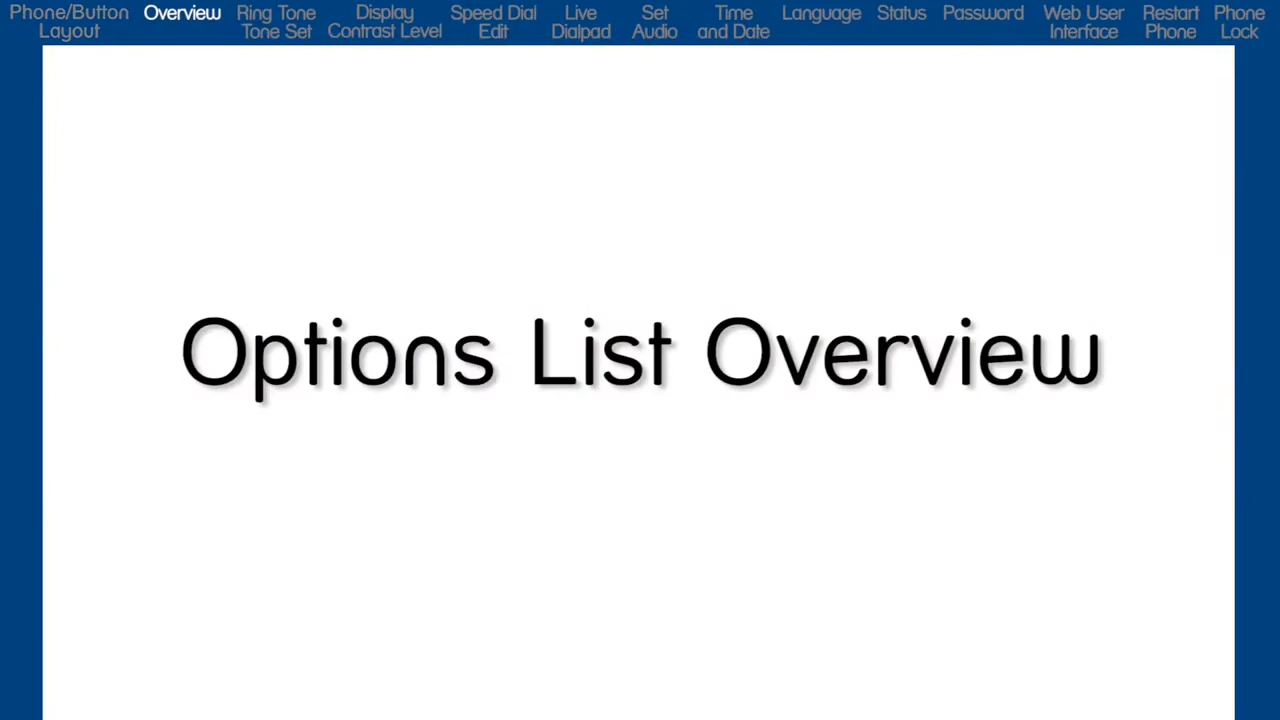 Phone/Button Layout
Overview
Ring Tone Tone Set
Display Contrast Level
Speed Dial Edit
Live Dialpad
Set Audio
Time and Date
Language
Status
Password
Web User Interface
Restart Phone
Phone Lock
Options List Overview